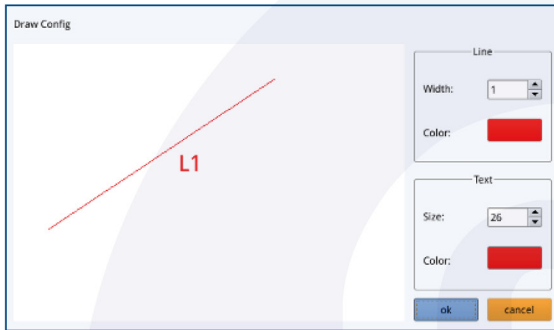 Draw Config
Line
Width: 1
Color:
L1
Text
Size: 26
Color:
ok cancel